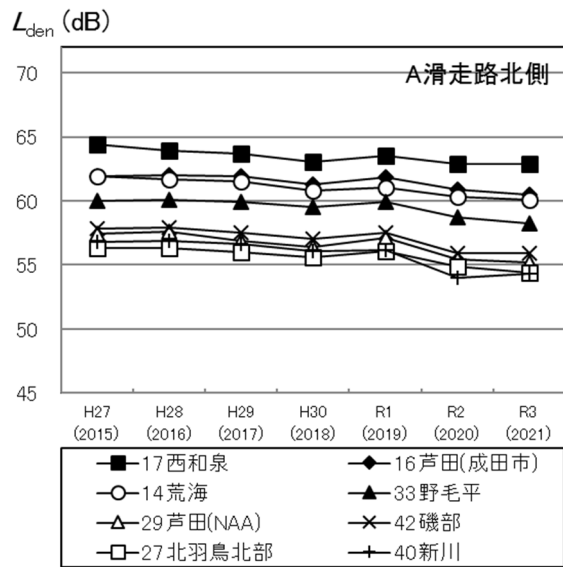 Lden (dB)
A滑走路北側
70
65
60
55
50
45
H27 H28 H29 H30 R1 R2 R3
(2015) (2016) (2017) (2018) (2019) (2020) (2021)
17西和泉 16芦田(成田市)
14荒海 33野毛平
29芦田(NAA) 42磯部
27北羽鳥北部 40新川